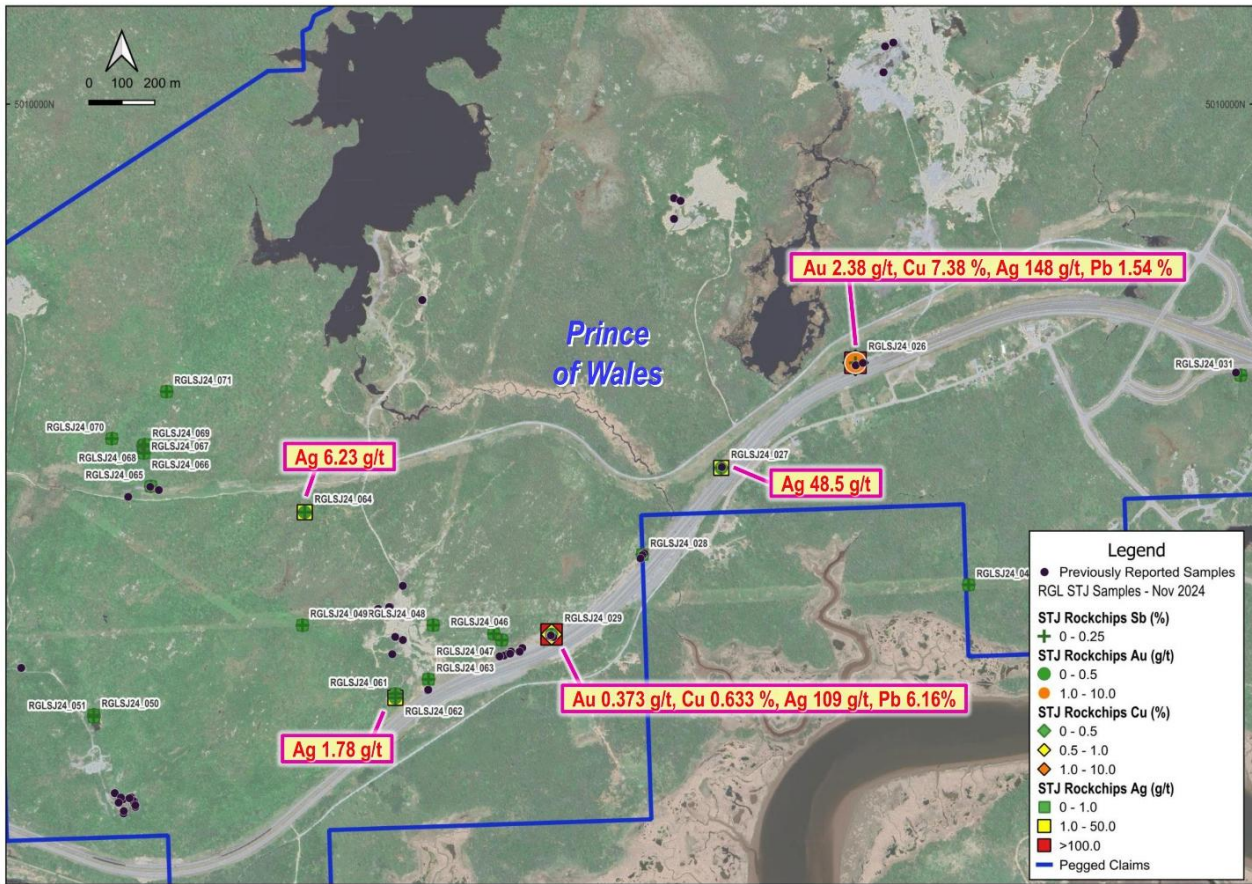 0 100 200 m
5010000N
5010000N
Au 2.38 g/t, Cu 7.38 %, Ag 148 g/t, Pb 1.54 %
Prince
of Wales
RGLSJ24_026
RGLSJ24_031
RGLSJ24_071
RGLSJ24_070
RGLSJ24_069
RGLSJ24_067
RGLSJ24_068
RGLSJ24_066
RGLSJ24_065
Ag 6.23 g/t
RGLSJ24_064
RGLSJ24_027
Ag 48.5 g/t
RGLSJ24_028
RGLSJ24_04
RGLSJ24_049
RGLSJ24_048
RGLSJ24_046
RGLSJ24_029
RGLSJ24_047
RGLSJ24_063
RGLSJ24_061
RGLSJ24_062
RGLSJ24_051
RGLSJ24_050
Au 0.373 g/t, Cu 0.633 %, Ag 109 g/t, Pb 6.16%
Ag 1.78 g/t
Legend
Previously Reported Samples
RGL STJ Samples - Nov 2024
STJ Rockchips Sb (%)
0 - 0.25
STJ Rockchips Au (g/t)
0 - 0.5
1.0 - 10.0
STJ Rockchips Cu (%)
0 - 0.5
0.5 - 1.0
1.0 - 10.0
STJ Rockchips Ag (g/t)
0 - 1.0
1.0 - 50.0
>100.0
Pegged Claims